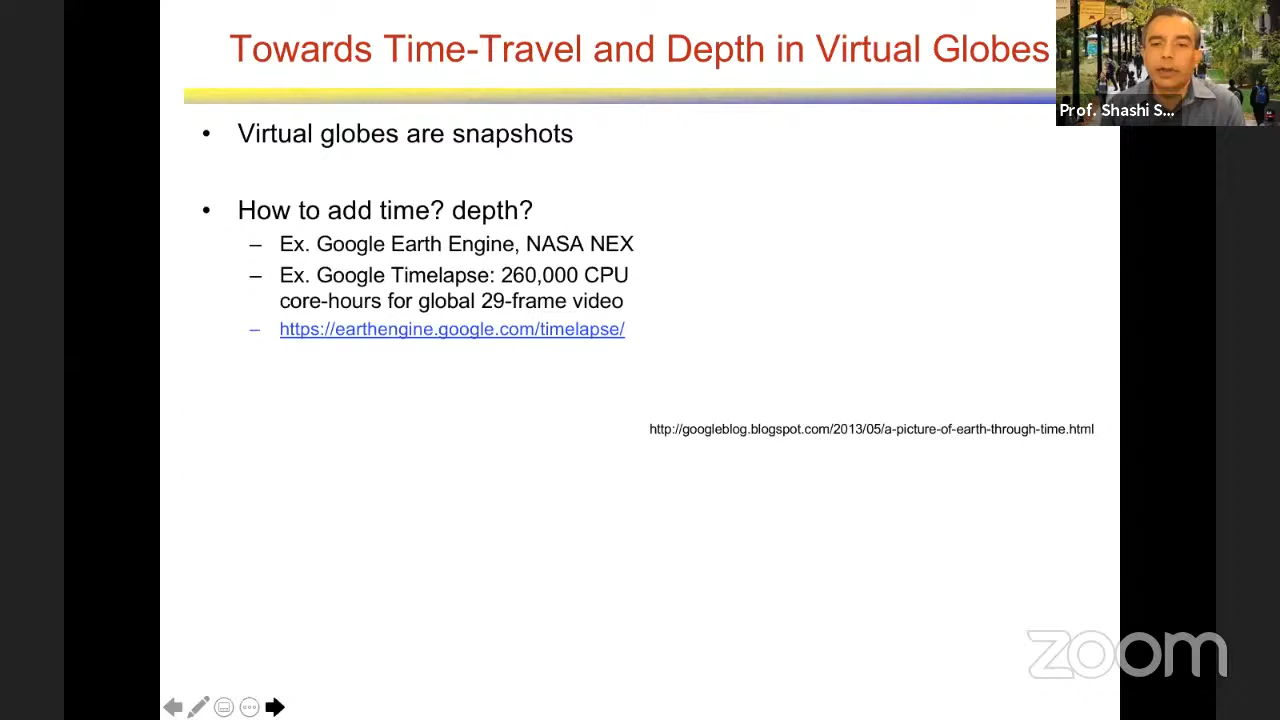 Towards Time-Travel and Depth in Virtual Globes
Prof. Shashi S...
• Virtual globes are snapshots
• How to add time? depth?
– Ex. Google Earth Engine, NASA NEX
– Ex. Google Timelapse: 260,000 CPU
core-hours for global 29-frame video
– https://earthengine.google.com/timelapse/
http://googleblog.blogspot.com/2013/05/a-picture-of-earth-through-time.html
zoom